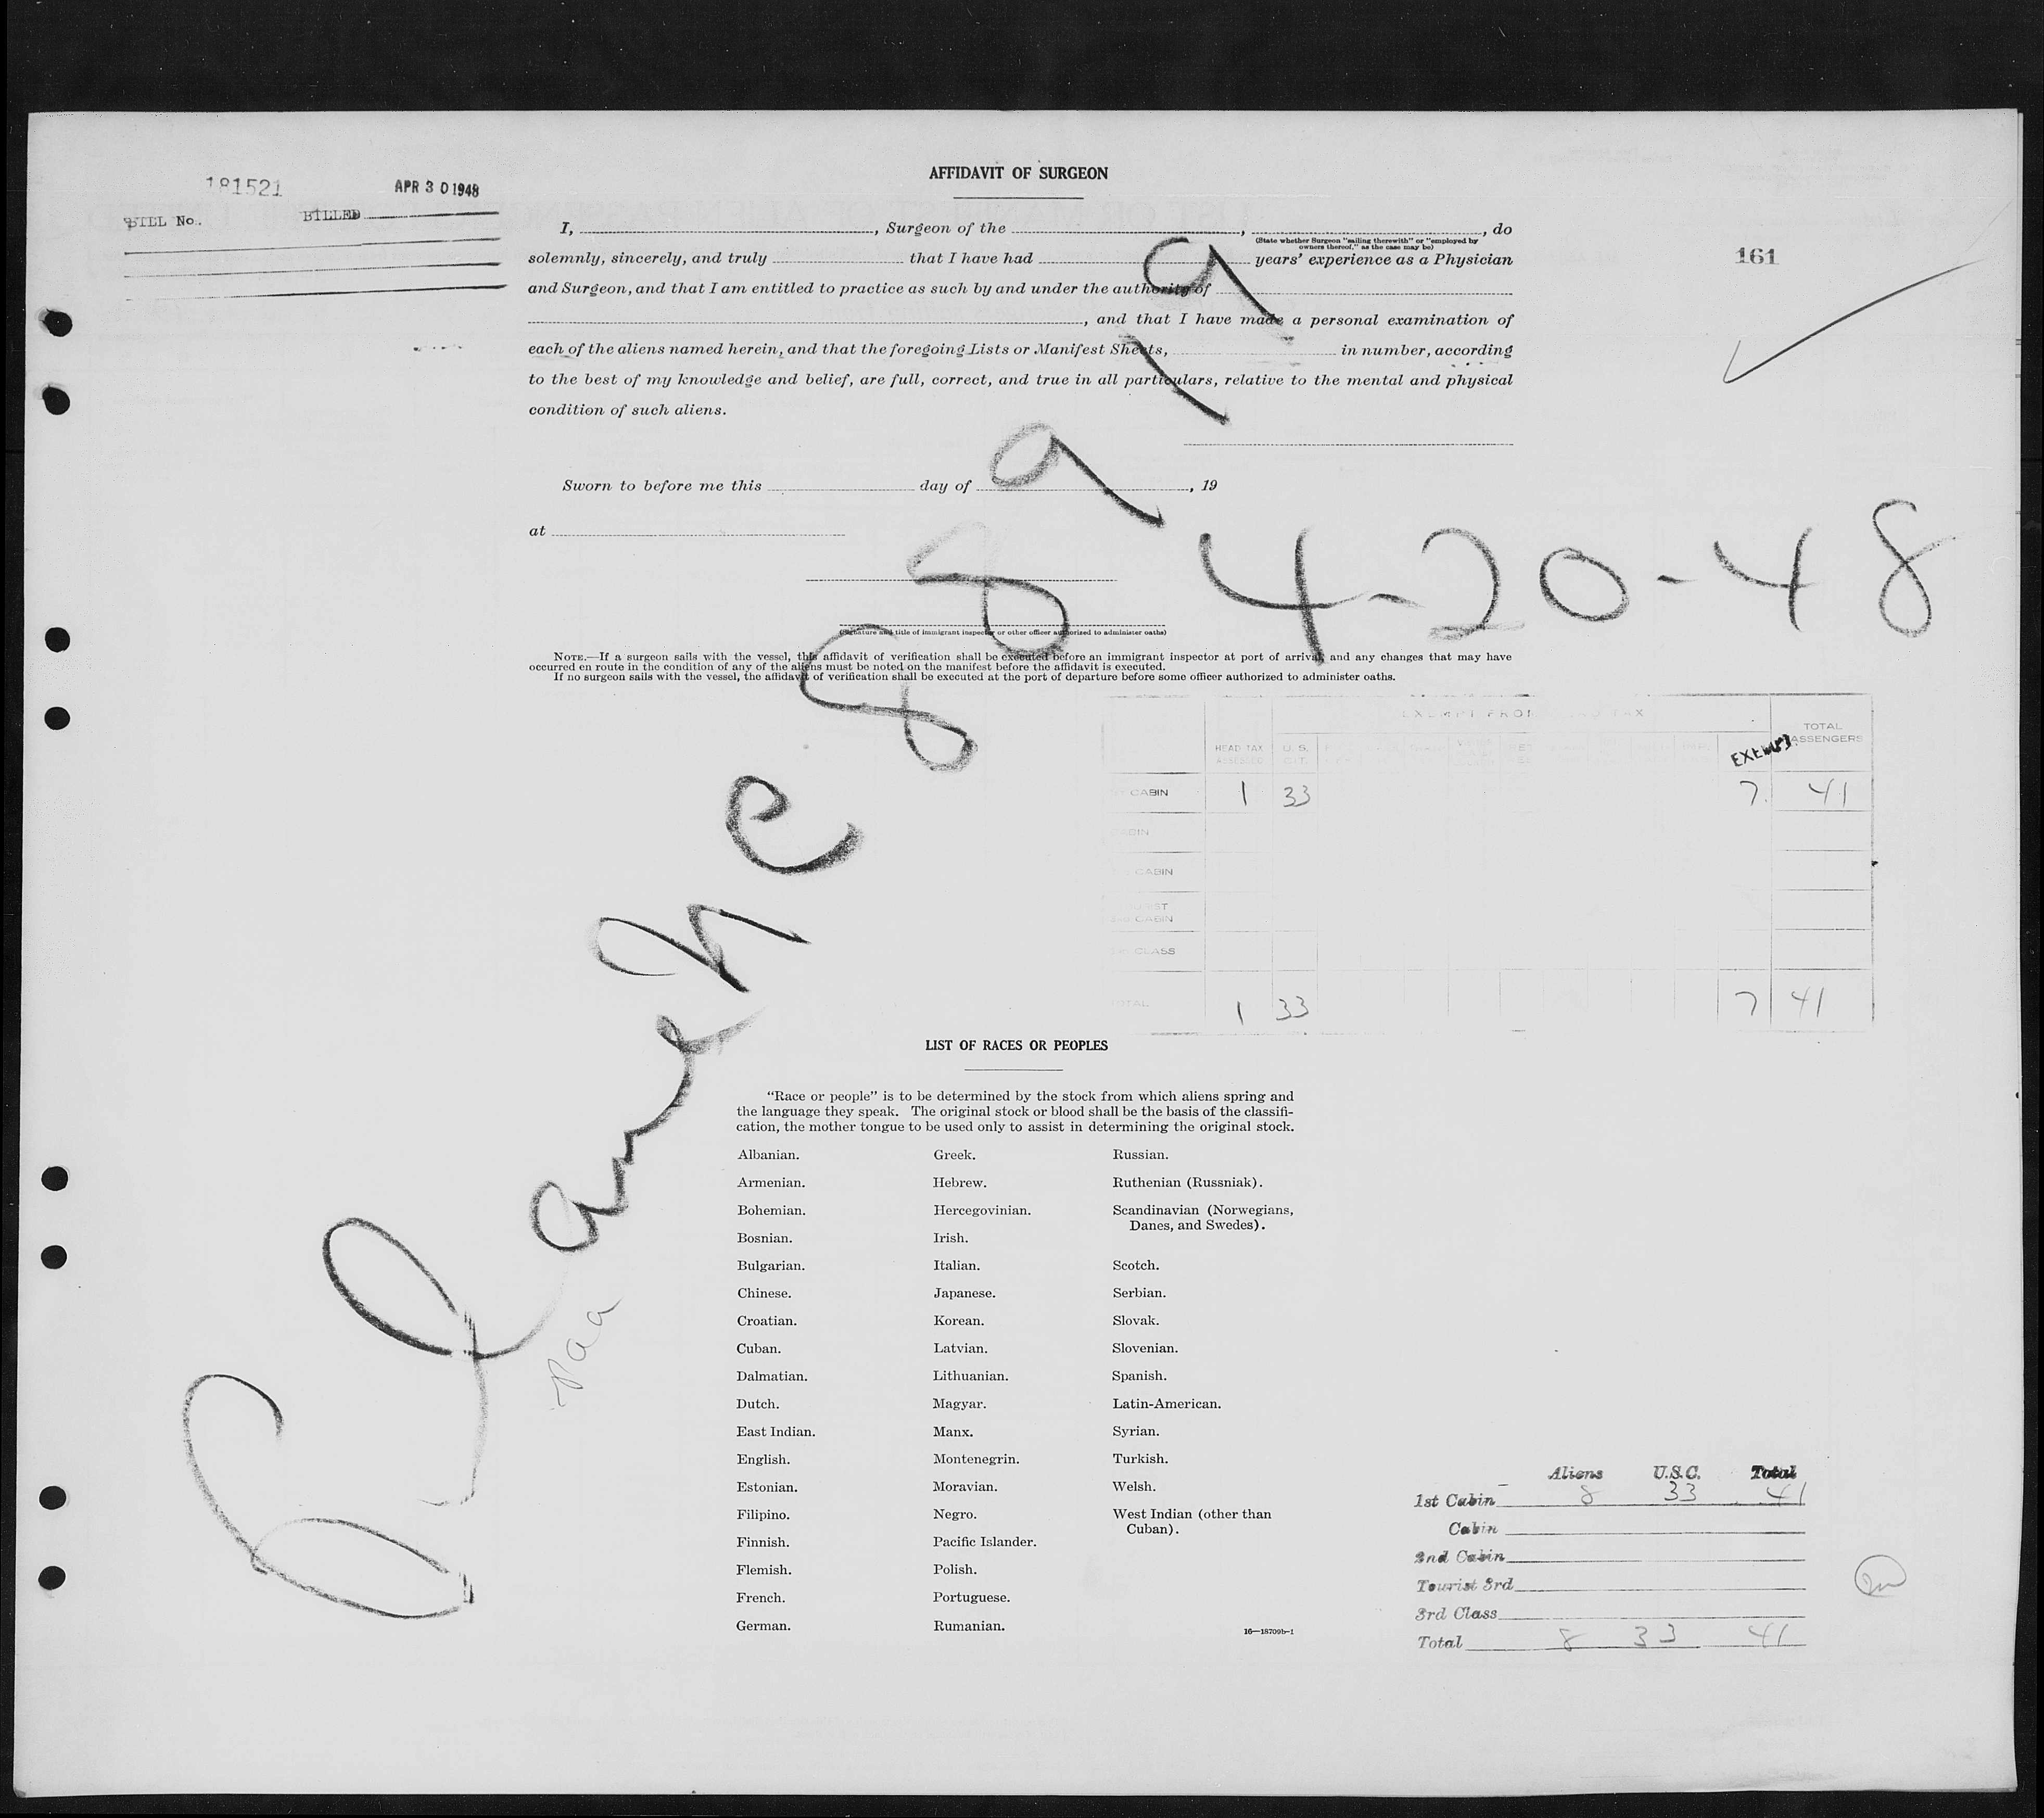 181521 APR 30 1948
BILL No. BILLED
AFFIDAVIT OF SURGEON
I, , Surgeon of the , , do
(State whether Surgeon "sailing therewith" or "employed by
owners thereof," as the case may be)
161
solemnly, sincerely, and truly that I have had years' experience as a Physician
and Surgeon, and that I am entitled to practice as such by and under the authority of
, and that I have made a personal examination of
each of the aliens named herein, and that the foregoing Lists or Manifest Sheets, in number, according
to the best of my knowledge and belief, are full, correct, and true in all particulars, relative to the mental and physical
condition of such aliens.
Sworn to before me this day of , 19
at
(Signature and title of immigrant inspector or other officer authorized to administer oaths)
Plane NC 88919
4-20-48
Paa
NOTE.—If a surgeon sails with the vessel, this affidavit of verification shall be executed before an immigrant inspector at port of arrival, and any changes that may have
occurred en route in the condition of any of the aliens must be noted on the manifest before the affidavit is executed.
If no surgeon sails with the vessel, the affidavit of verification shall be executed at the port of departure before some officer authorized to administer oaths.
EXEMPT FROM TAX
HEAD TAX ASSESSED U.S. CIT. TOTAL PASSENGERS
CABIN 1 33 7 41
CABIN
CABIN
CABIN
CLASS
TOTAL 1 33 7 41
LIST OF RACES OR PEOPLES
"Race or people" is to be determined by the stock from which aliens spring and
the language they speak. The original stock or blood shall be the basis of the classifi-
cation, the mother tongue to be used only to assist in determining the original stock.
Albanian.
Armenian.
Bohemian.
Bosnian.
Bulgarian.
Chinese.
Croatian.
Cuban.
Dalmatian.
Dutch.
East Indian.
English.
Estonian.
Filipino.
Finnish.
Flemish.
French.
German.
Greek.
Hebrew.
Hercegovinian.
Irish.
Italian.
Japanese.
Korean.
Latvian.
Lithuanian.
Magyar.
Manx.
Montenegrin.
Moravian.
Negro.
Pacific Islander.
Polish.
Portuguese.
Rumanian.
Russian.
Ruthenian (Russniak).
Scandinavian (Norwegians,
Danes, and Swedes).
Scotch.
Serbian.
Slovak.
Slovenian.
Spanish.
Latin-American.
Syrian.
Turkish.
Welsh.
West Indian (other than
Cuban).
16—18709b-1
Aliens U.S.C. Total
1st Cabin 8 33 41
Cabin
2nd Cabin
Tourist 3rd
3rd Class
Total 8 33 41